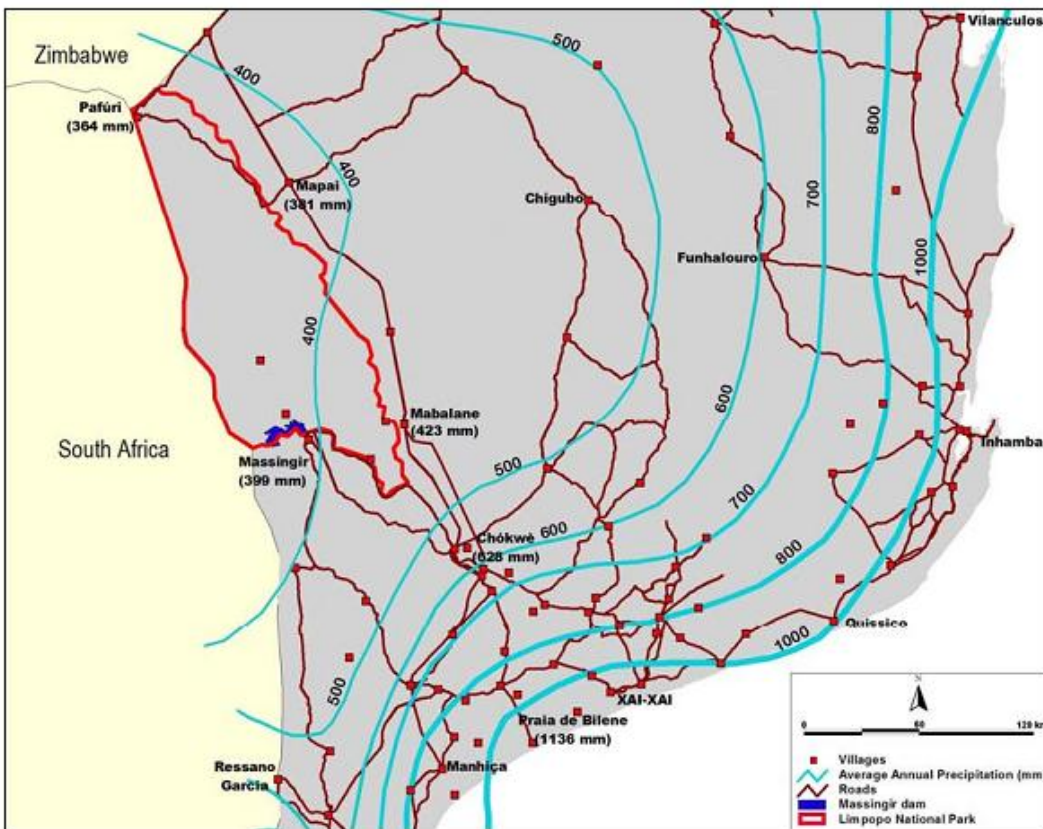 Vilanculos
Zimbabwe
500
400
Pafúri
(364 mm)
800
400
Mapai
(381 mm)
700
Chigubo
Funhalouro
1000
400
600
Mabalane
(423 mm)
South Africa
Inhamba
Massingir
(399 mm)
500
700
600
Chókwè
(628 mm)
800
Quissico
1000
500
XAI-XAI
Praia de Bilene
(1136 mm)
Ressano
Garcia
Manhiça
N
0 60 120 km
Villages
Average Annual Precipitation (mm
Roads
Massingir dam
Limpopo National Park